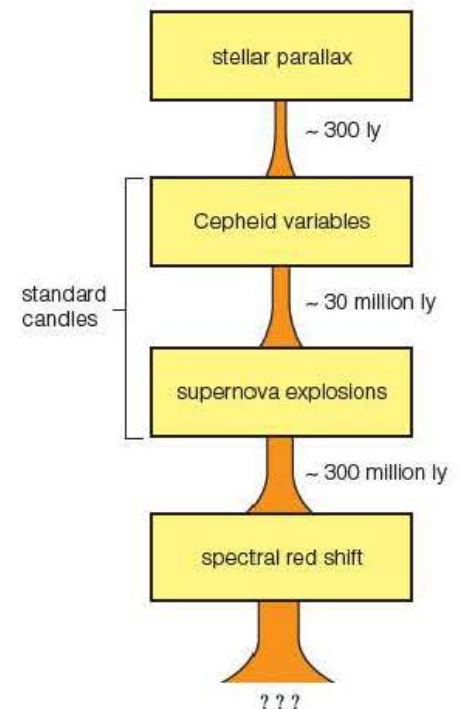 stellar parallax
~ 300 ly
Cepheid variables
standard
candles
~ 30 million ly
supernova explosions
~ 300 million ly
spectral red shift
? ? ?